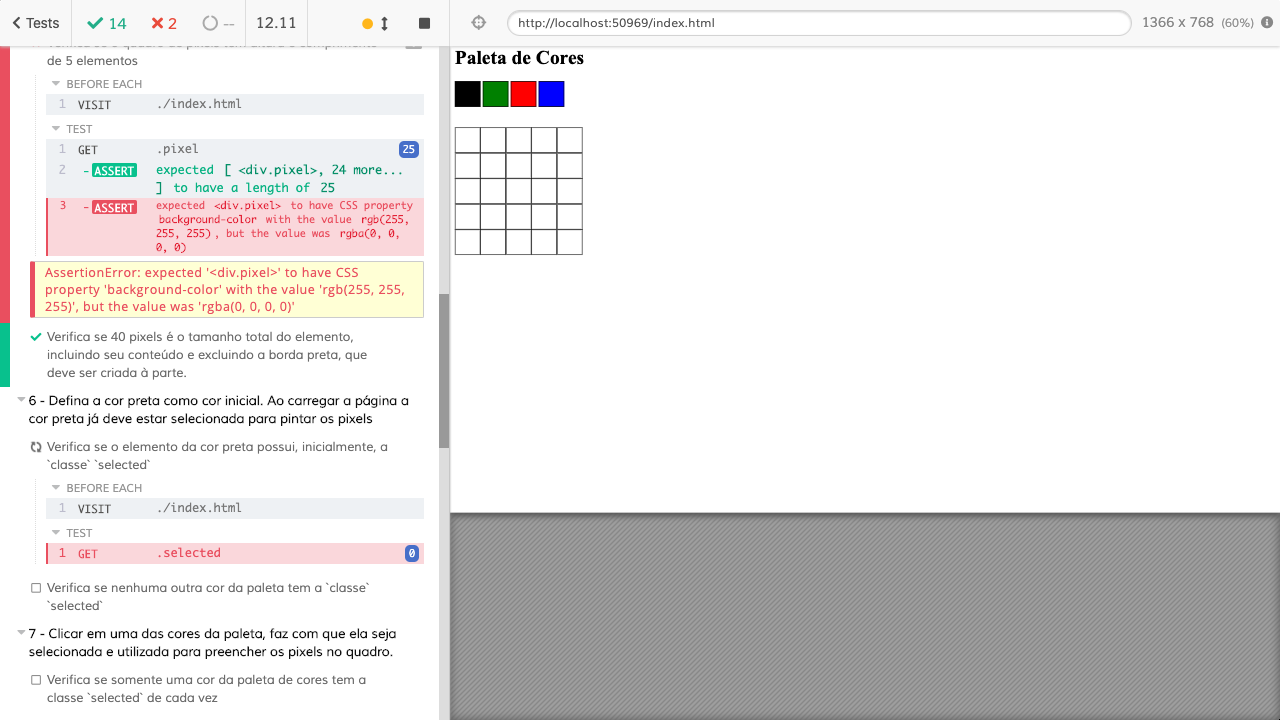 Tests
14
2
--
12.11
http://localhost:50969/index.html
1366 x 768 (60%)
de 5 elementos
BEFORE EACH
1 VISIT ./index.html
TEST
1 GET .pixel 25
2 - ASSERT expected [ <div.pixel>, 24 more...
] to have a length of 25
3 - ASSERT expected <div.pixel> to have CSS property
background-color with the value rgb(255,
255, 255), but the value was rgba(0, 0,
0, 0)
AssertionError: expected '<div.pixel>' to have CSS
property 'background-color' with the value 'rgb(255, 255,
255)', but the value was 'rgba(0, 0, 0, 0)'
Verifica se 40 pixels é o tamanho total do elemento,
incluindo seu conteúdo e excluindo a borda preta, que
deve ser criada à parte.
6 - Defina a cor preta como cor inicial. Ao carregar a página a
cor preta já deve estar selecionada para pintar os pixels
Verifica se o elemento da cor preta possui, inicialmente, a
`classe` `selected`
BEFORE EACH
1 VISIT ./index.html
TEST
1 GET .selected 0
Verifica se nenhuma outra cor da paleta tem a `classe`
`selected`
7 - Clicar em uma das cores da paleta, faz com que ela seja
selecionada e utilizada para preencher os pixels no quadro.
Verifica se somente uma cor da paleta de cores tem a
classe `selected` de cada vez
Paleta de Cores